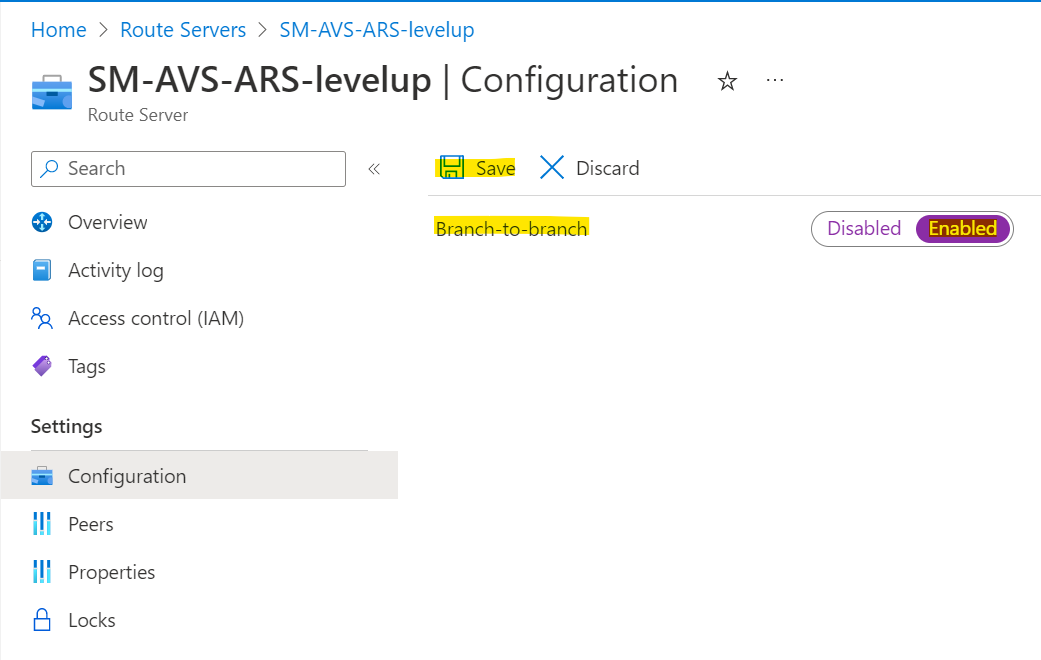 Home > Route Servers > SM-AVS-ARS-levelup
SM-AVS-ARS-levelup | Configuration
Route Server
Search
Save Discard
Branch-to-branch Disabled Enabled
Overview
Activity log
Access control (IAM)
Tags
Settings
Configuration
Peers
Properties
Locks